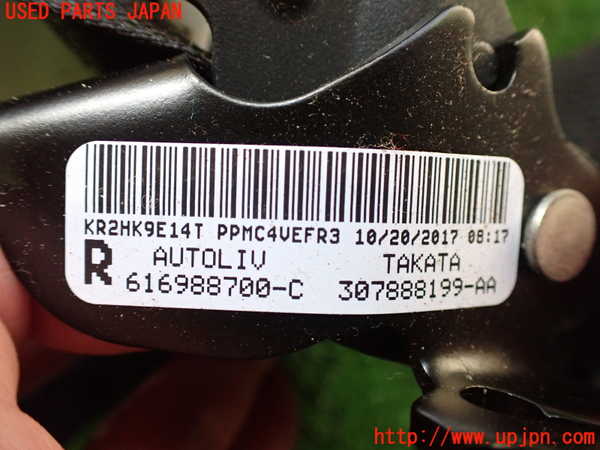 USED PARTS JAPAN
KR2HK9E14T PPMC4VEFR3 10/20/2017 08:17
R AUTOLIV TAKATA
616988700-C 307888199-AA
http://www.upjpn.com/